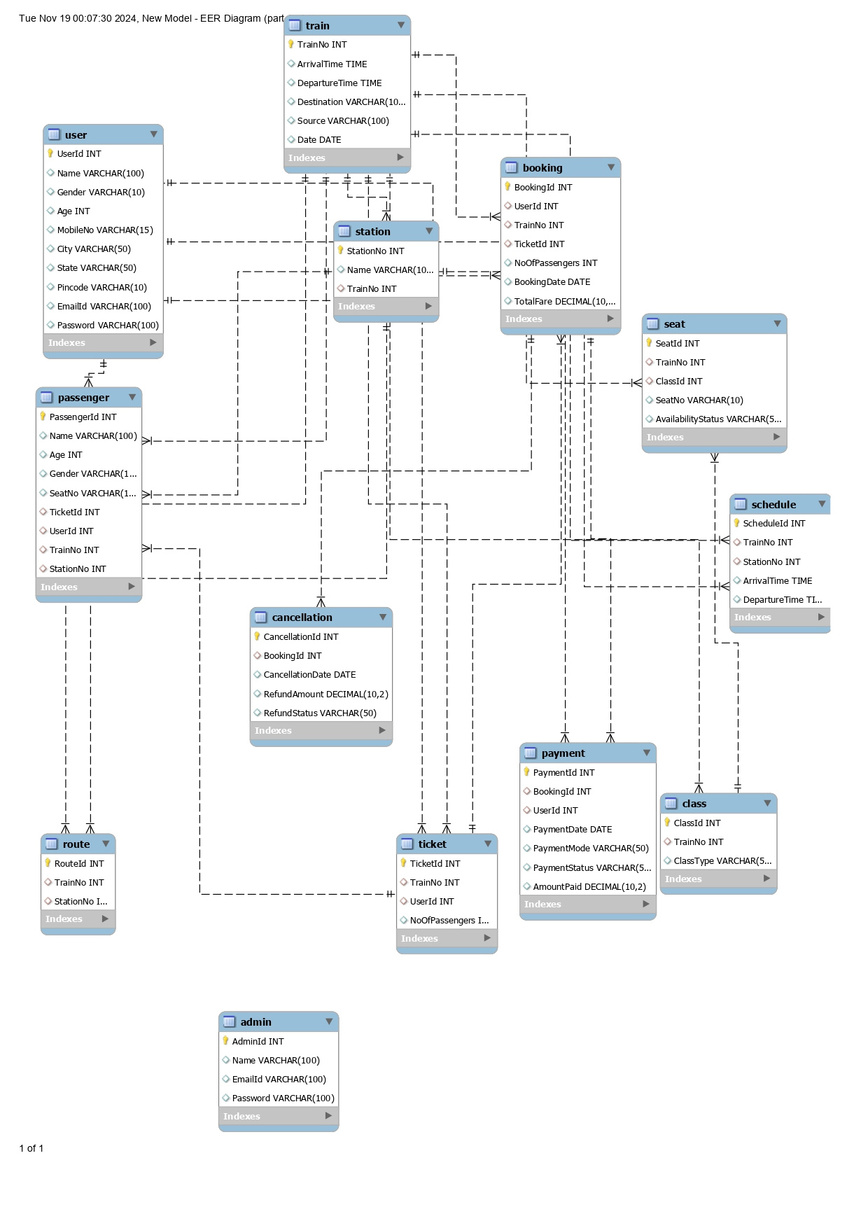 Tue Nov 19 00:07:30 2024, New Model - EER Diagram (part
train
TrainNo INT
ArrivalTime TIME
DepartureTime TIME
Destination VARCHAR(10...
Source VARCHAR(100)
Date DATE
Indexes
user
UserId INT
Name VARCHAR(100)
Gender VARCHAR(10)
Age INT
MobileNo VARCHAR(15)
City VARCHAR(50)
State VARCHAR(50)
Pincode VARCHAR(10)
EmailId VARCHAR(100)
Password VARCHAR(100)
Indexes
booking
BookingId INT
UserId INT
TrainNo INT
TicketId INT
NoOfPassengers INT
BookingDate DATE
TotalFare DECIMAL(10,...
Indexes
station
StationNo INT
Name VARCHAR(10...
TrainNo INT
Indexes
seat
SeatId INT
TrainNo INT
ClassId INT
SeatNo VARCHAR(10)
AvailabilityStatus VARCHAR(5...
Indexes
passenger
PassengerId INT
Name VARCHAR(100)
Age INT
Gender VARCHAR(1...
SeatNo VARCHAR(1...
TicketId INT
UserId INT
TrainNo INT
StationNo INT
Indexes
schedule
ScheduleId INT
TrainNo INT
StationNo INT
ArrivalTime TIME
DepartureTime TI...
Indexes
cancellation
CancellationId INT
BookingId INT
CancellationDate DATE
RefundAmount DECIMAL(10,2)
RefundStatus VARCHAR(50)
Indexes
payment
PaymentId INT
BookingId INT
UserId INT
PaymentDate DATE
PaymentMode VARCHAR(50)
PaymentStatus VARCHAR(5...
AmountPaid DECIMAL(10,2)
Indexes
class
ClassId INT
TrainNo INT
ClassType VARCHAR(5...
Indexes
route
RouteId INT
TrainNo INT
StationNo I...
Indexes
ticket
TicketId INT
TrainNo INT
UserId INT
NoOfPassengers I...
Indexes
admin
AdminId INT
Name VARCHAR(100)
EmailId VARCHAR(100)
Password VARCHAR(100)
Indexes
1 of 1